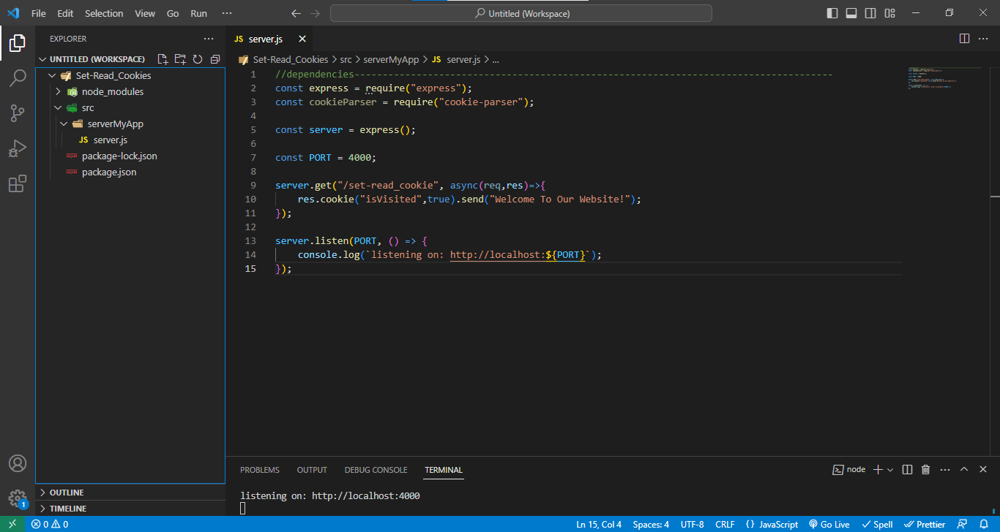 File Edit Selection View Go Run ··· Untitled (Workspace)
EXPLORER ···
UNTITLED (WORKSPACE)
Set-Read_Cookies
node_modules
src
serverMyApp
JS server.js
package-lock.json
package.json
OUTLINE
TIMELINE
JS server.js
Set-Read_Cookies > src > serverMyApp > JS server.js > ...
1 //dependencies-------------------------------------------------------------------------------------
2 const express = require("express");
3 const cookieParser = require("cookie-parser");
4
5 const server = express();
6
7 const PORT = 4000;
8
9 server.get("/set-read_cookie", async(req,res)=>{
10 res.cookie("isVisited",true).send("Welcome To Our Website!");
11 });
12
13 server.listen(PORT, () => {
14 console.log(`listening on: http://localhost:${PORT}`);
15 });
PROBLEMS OUTPUT DEBUG CONSOLE TERMINAL node
listening on: http://localhost:4000
1
0 0 Ln 15, Col 4 Spaces: 4 UTF-8 CRLF {} JavaScript Go Live Spell Prettier